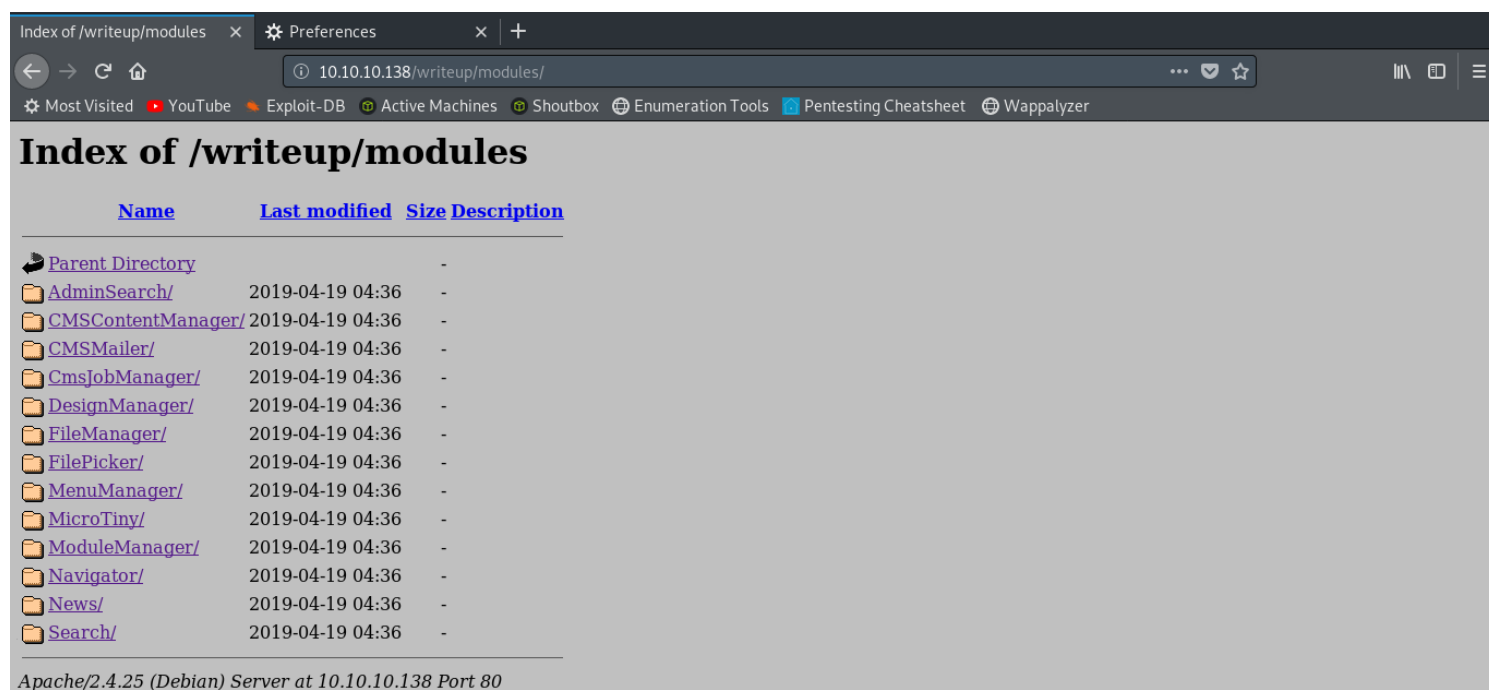 Index of /writeup/modules Preferences
10.10.10.138/writeup/modules/
Most Visited YouTube Exploit-DB Active Machines Shoutbox Enumeration Tools Pentesting Cheatsheet Wappalyzer
Index of /writeup/modules
Name Last modified Size Description
Parent Directory -
AdminSearch/ 2019-04-19 04:36 -
CMSContentManager/ 2019-04-19 04:36 -
CMSMailer/ 2019-04-19 04:36 -
CmsJobManager/ 2019-04-19 04:36 -
DesignManager/ 2019-04-19 04:36 -
FileManager/ 2019-04-19 04:36 -
FilePicker/ 2019-04-19 04:36 -
MenuManager/ 2019-04-19 04:36 -
MicroTiny/ 2019-04-19 04:36 -
ModuleManager/ 2019-04-19 04:36 -
Navigator/ 2019-04-19 04:36 -
News/ 2019-04-19 04:36 -
Search/ 2019-04-19 04:36 -
Apache/2.4.25 (Debian) Server at 10.10.10.138 Port 80